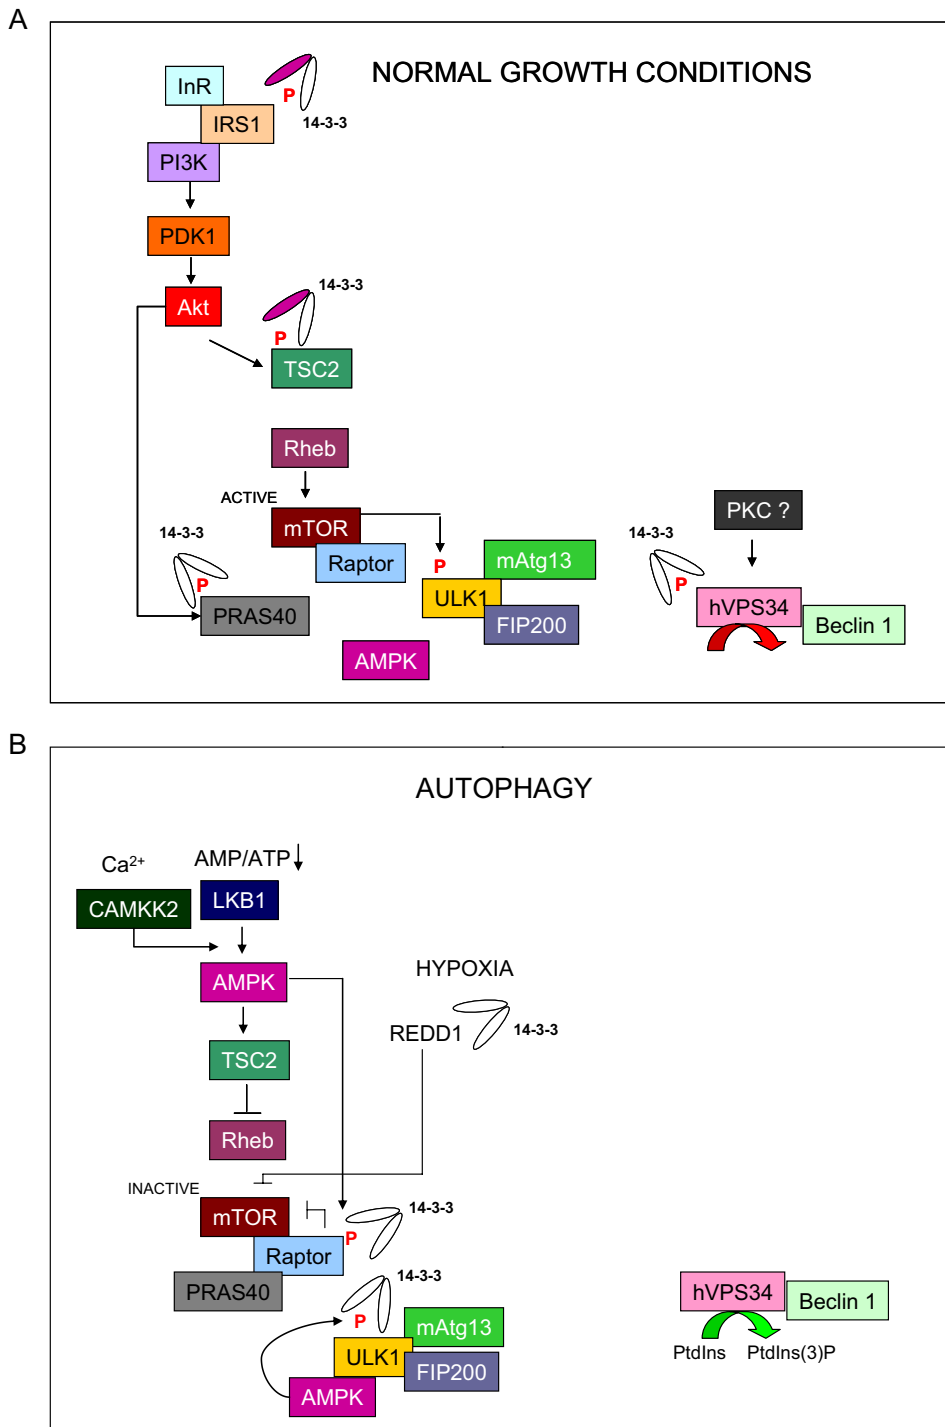 A
NORMAL GROWTH CONDITIONS
InR
P
14-3-3
IRS1
PI3K
PDK1
14-3-3
Akt
P
TSC2
Rheb
ACTIVE
mTOR
PKC ?
14-3-3
14-3-3
Raptor
P
mAtg13
P
P
ULK1
hVPS34
PRAS40
FIP200
Beclin 1
AMPK
B
AUTOPHAGY
Ca2+
AMP/ATP
CAMKK2
LKB1
AMPK
HYPOXIA
REDD1
14-3-3
TSC2
Rheb
INACTIVE
mTOR
14-3-3
P
Raptor
PRAS40
14-3-3
P
mAtg13
ULK1
FIP200
AMPK
hVPS34
Beclin 1
PtdIns
PtdIns(3)P